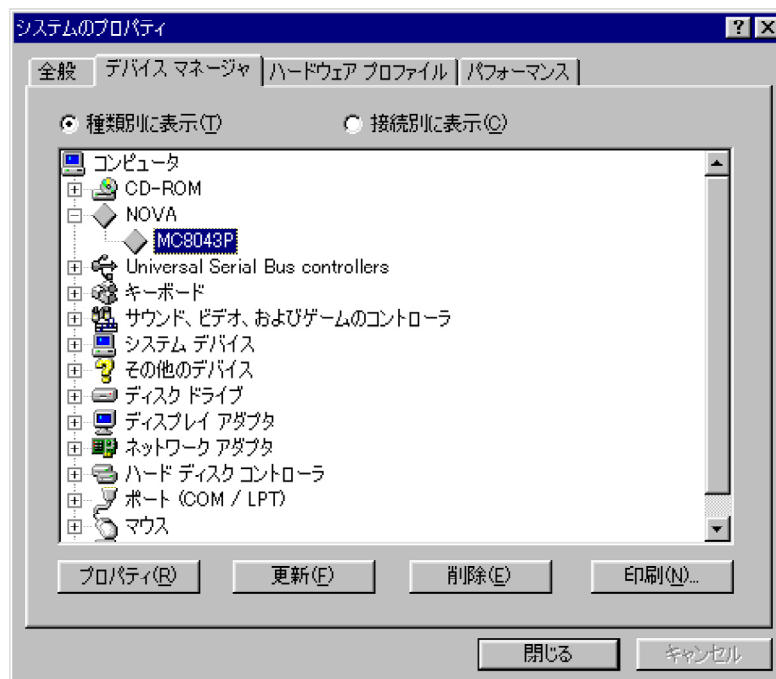 システムのプロパティ
全般 デバイス マネージャ ハードウェア プロファイル パフォーマンス
種類別に表示(T) 接続別に表示(C)
コンピュータ
CD-ROM
NOVA
MC8043P
Universal Serial Bus controllers
キーボード
サウンド、ビデオ、およびゲームのコントローラ
システム デバイス
その他のデバイス
ディスク ドライブ
ディスプレイ アダプタ
ネットワーク アダプタ
ハード ディスク コントローラ
ポート (COM / LPT)
マウス
プロパティ(R) 更新(F) 削除(E) 印刷(N)...
閉じる キャンセル